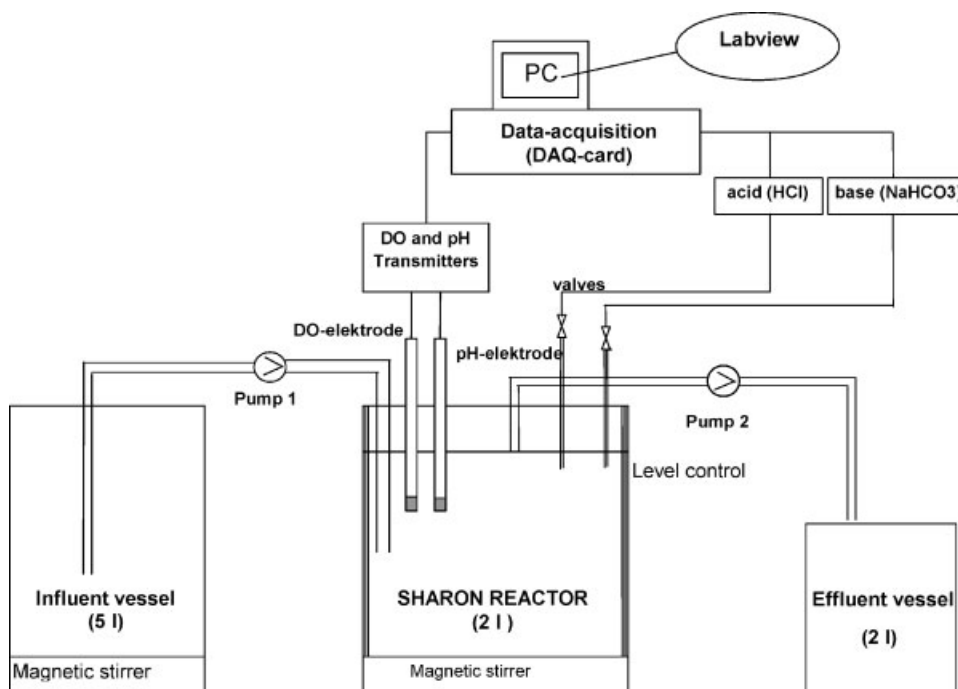 Labview
PC
Data-acquisition
(DAQ-card)
acid (HCl)
base (NaHCO3)
DO and pH
Transmitters
valves
DO-elektrode
pH-elektrode
Pump 1
Pump 2
Level control
Influent vessel
(5 l)
SHARON REACTOR
(2 l )
Effluent vessel
(2 l)
Magnetic stirrer
Magnetic stirrer